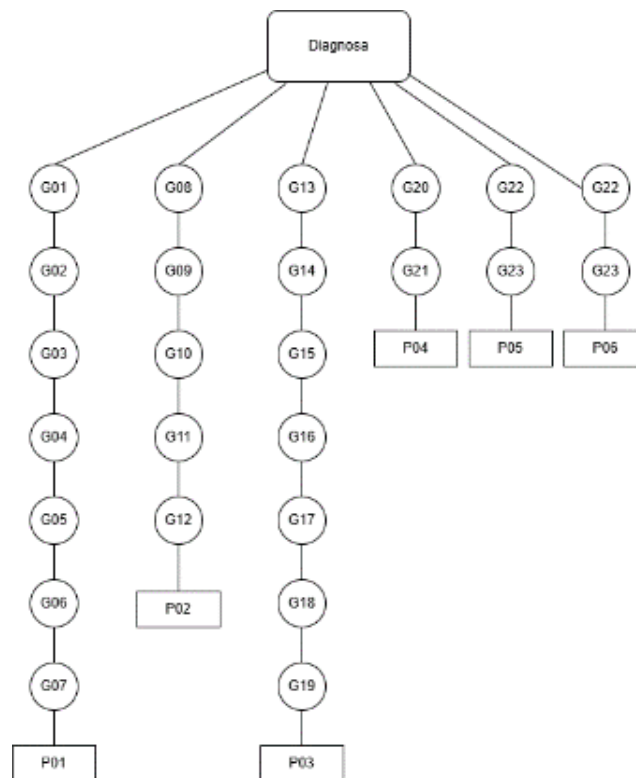 Diagnosa
G01 G08 G13 G20 G22 G22
G02 G09 G14 G21 G23 G23
G03 G10 G15 P04 P05 P06
G04 G11 G16
G05 G12 G17
G06 P02 G18
G07 G19
P01 P03